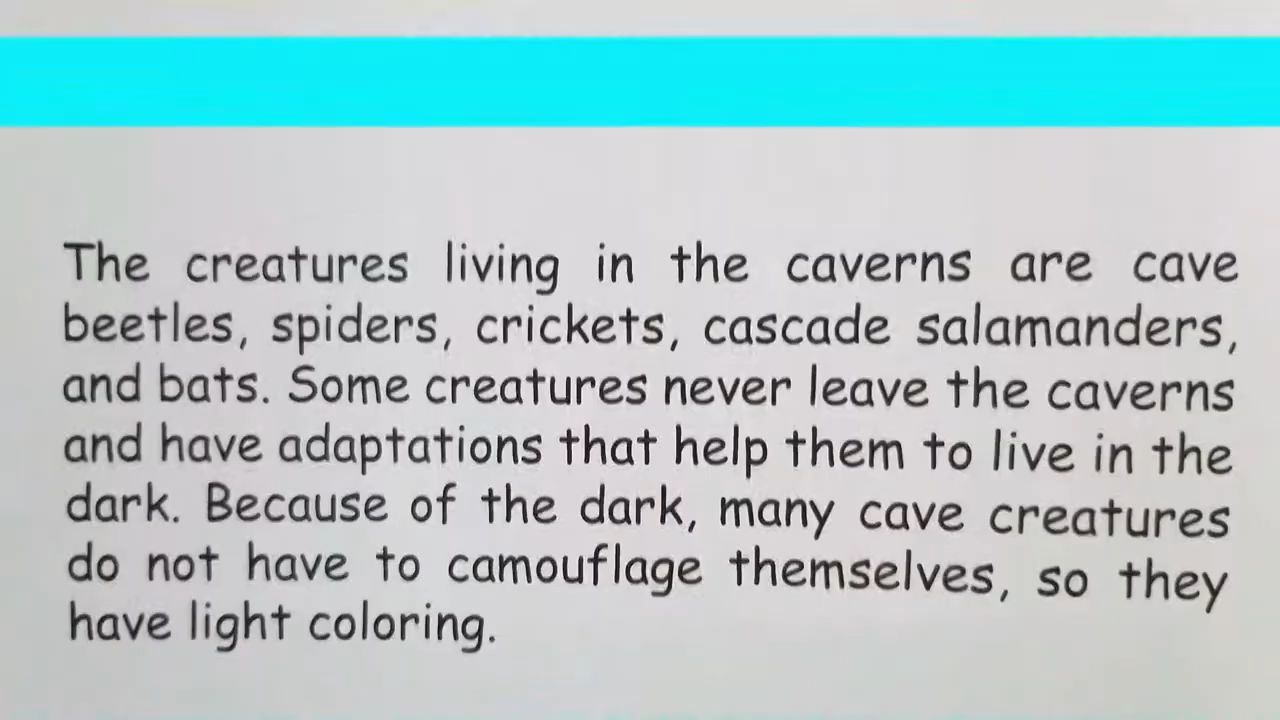 The creatures living in the caverns are cave
beetles, spiders, crickets, cascade salamanders,
and bats. Some creatures never leave the caverns
and have adaptations that help them to live in the
dark. Because of the dark, many cave creatures
do not have to camouflage themselves, so they
have light coloring.